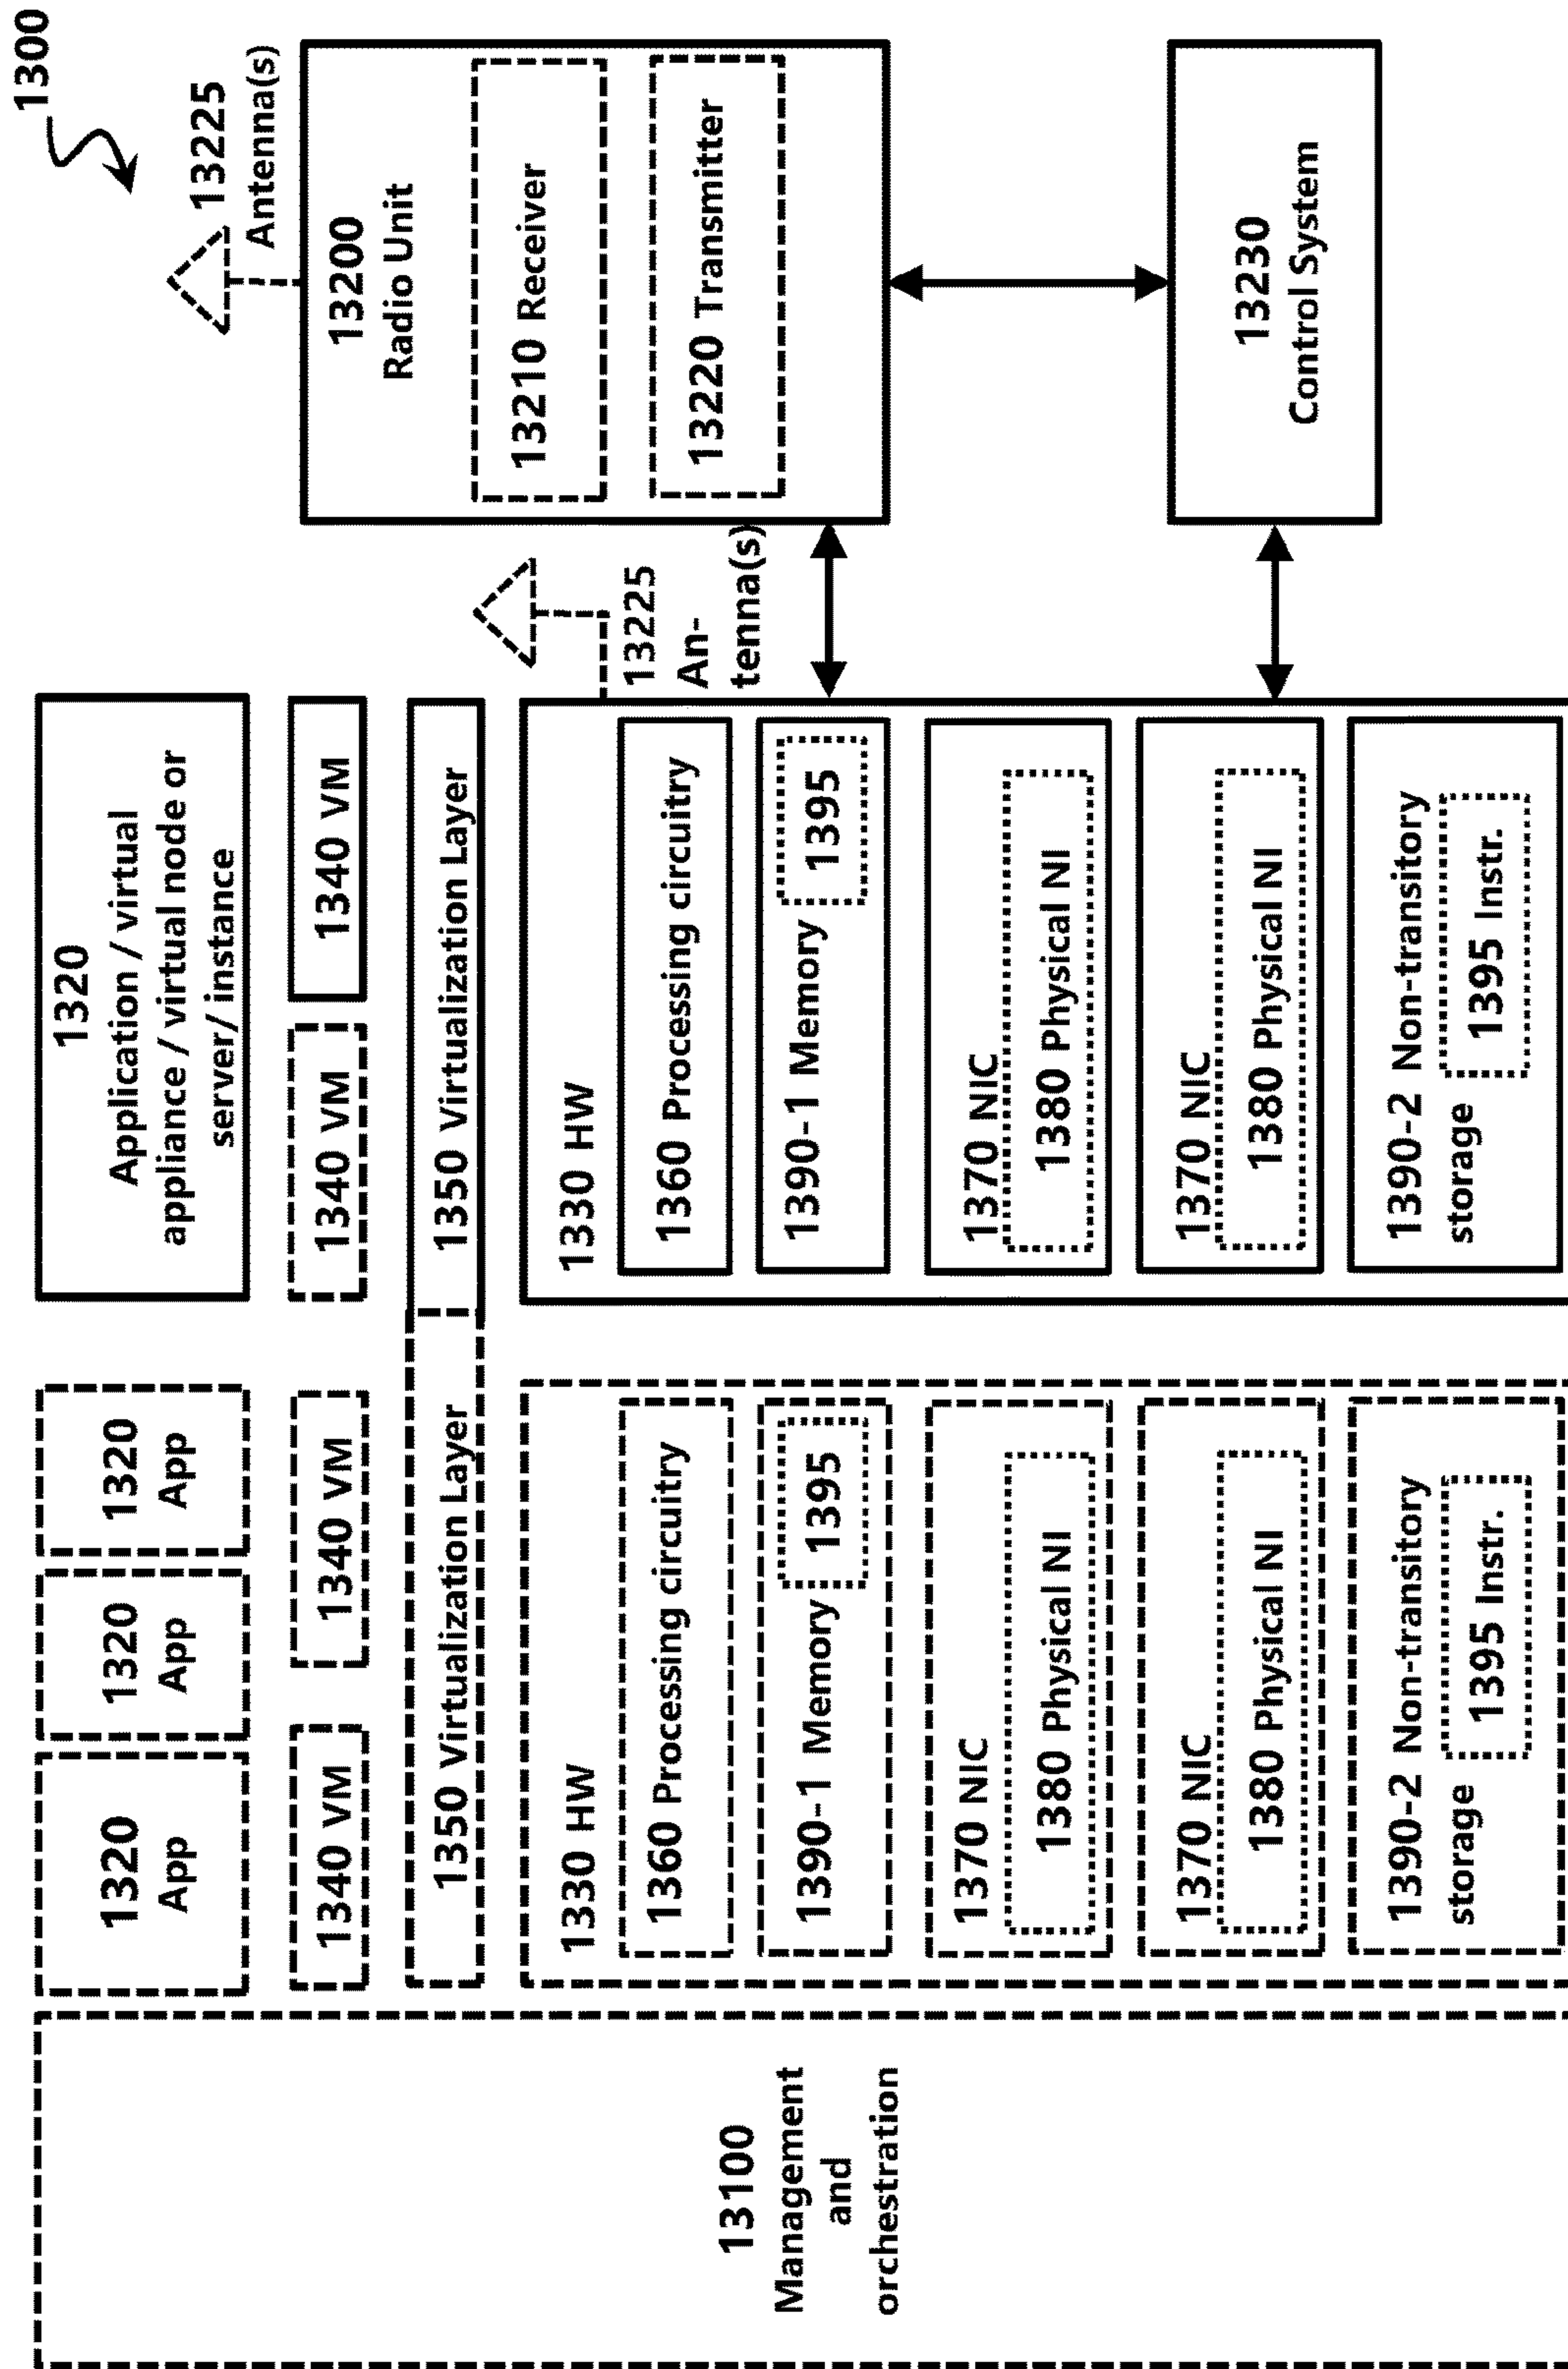 1300
13100
Management
and
orchestration
1320
App
1320
App
1320
App
1320
Application / virtual
appliance / virtual node or
server/ instance
1340 VM
1340 VM
1340 VM
1340 VM
1350 Virtualization Layer
1350 Virtualization Layer
1330 HW
1360 Processing circuitry
1390-1 Memory
1395
1370 NIC
1380 Physical NI
1370 NIC
1380 Physical NI
1390-2 Non-transitory
storage
1395 Instr.
1330 HW
1360 Processing circuitry
1390-1 Memory
1395
1370 NIC
1380 Physical NI
1370 NIC
1380 Physical NI
1390-2 Non-transitory
storage
1395 Instr.
13225
An-
tenna(s)
13225
Antenna(s)
13200
Radio Unit
13210 Receiver
13220 Transmitter
13230
Control System